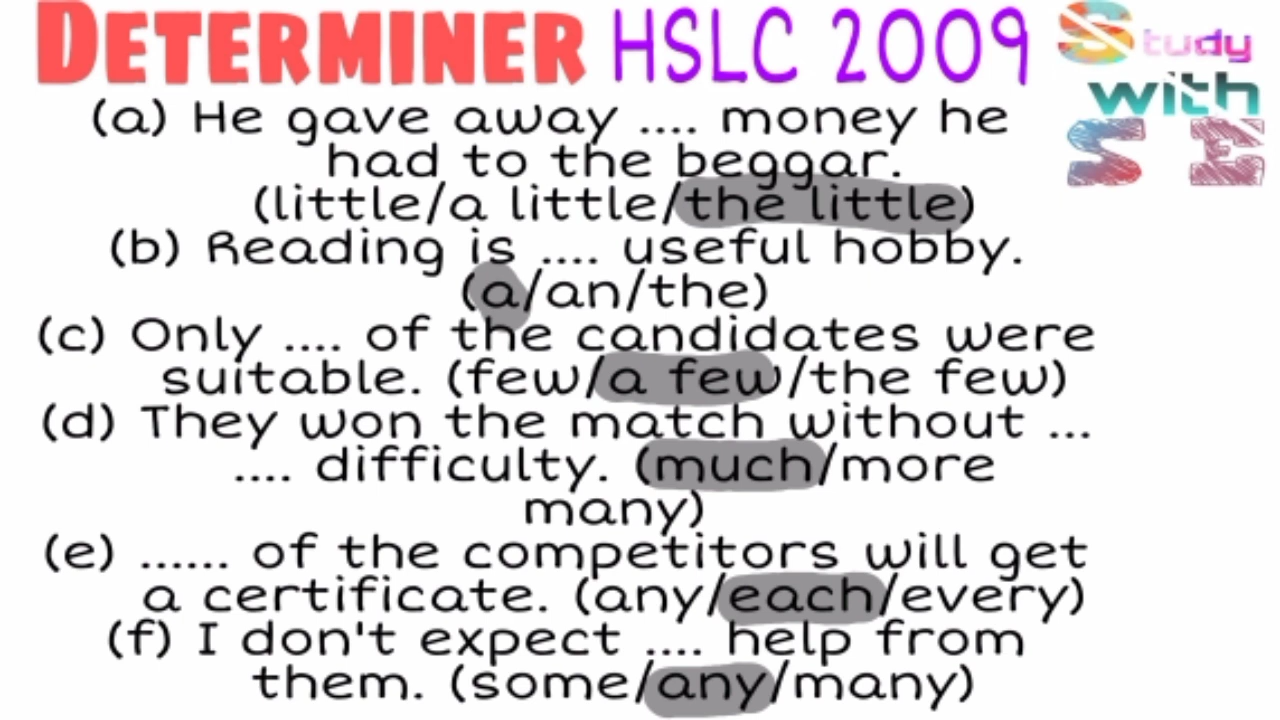 DETERMINER HSLC 2009
Study
with
S E
(a) He gave away .... money he
had to the beggar.
(little/a little/the little)
(b) Reading is .... useful hobby.
(a/an/the)
(c) Only .... of the candidates were
suitable. (few/a few/the few)
(d) They won the match without ...
.... difficulty. (much/more
many)
(e) ...... of the competitors will get
a certificate. (any/each/every)
(f) I don't expect .... help from
them. (some/any/many)